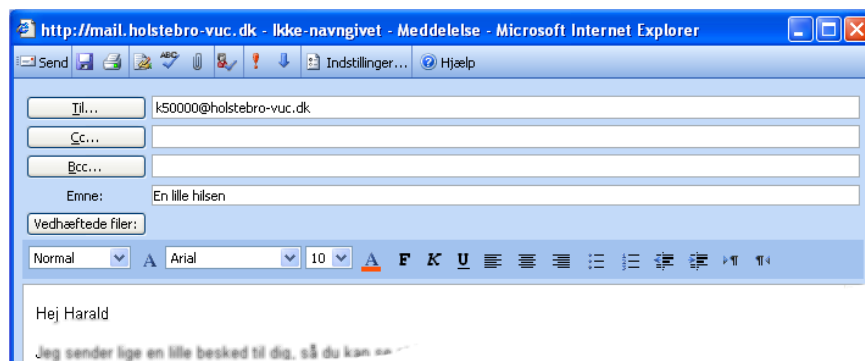 http://mail.holstebro-vuc.dk - Ikke-navngivet - Meddelelse - Microsoft Internet Explorer
Send ABC Indstillinger... Hjælp
Til... k50000@holstebro-vuc.dk
Cc...
Bcc...
Emne: En lille hilsen
Vedhæftede filer:
Normal A Arial 10 A F K U
Hej Harald
Jeg sender lige en lille besked til dig, så du kan se